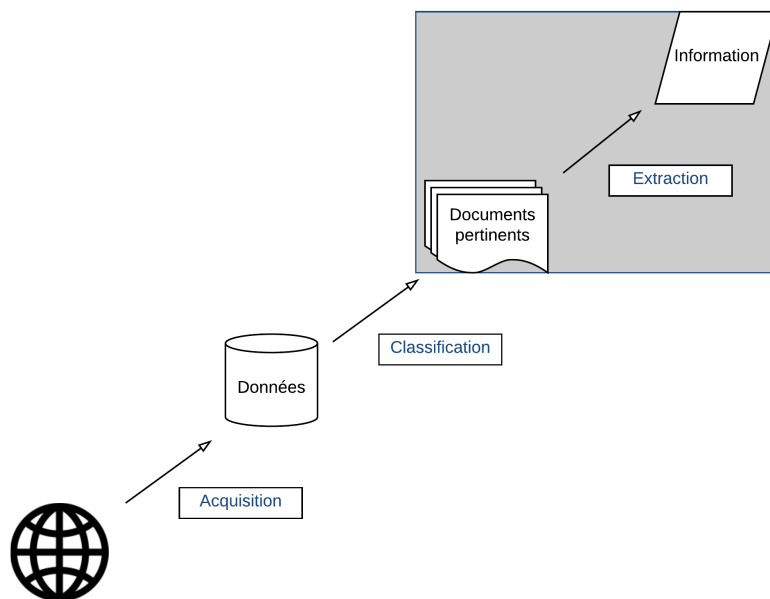 Information
Extraction
Documents
pertinents
Classification
Données
Acquisition